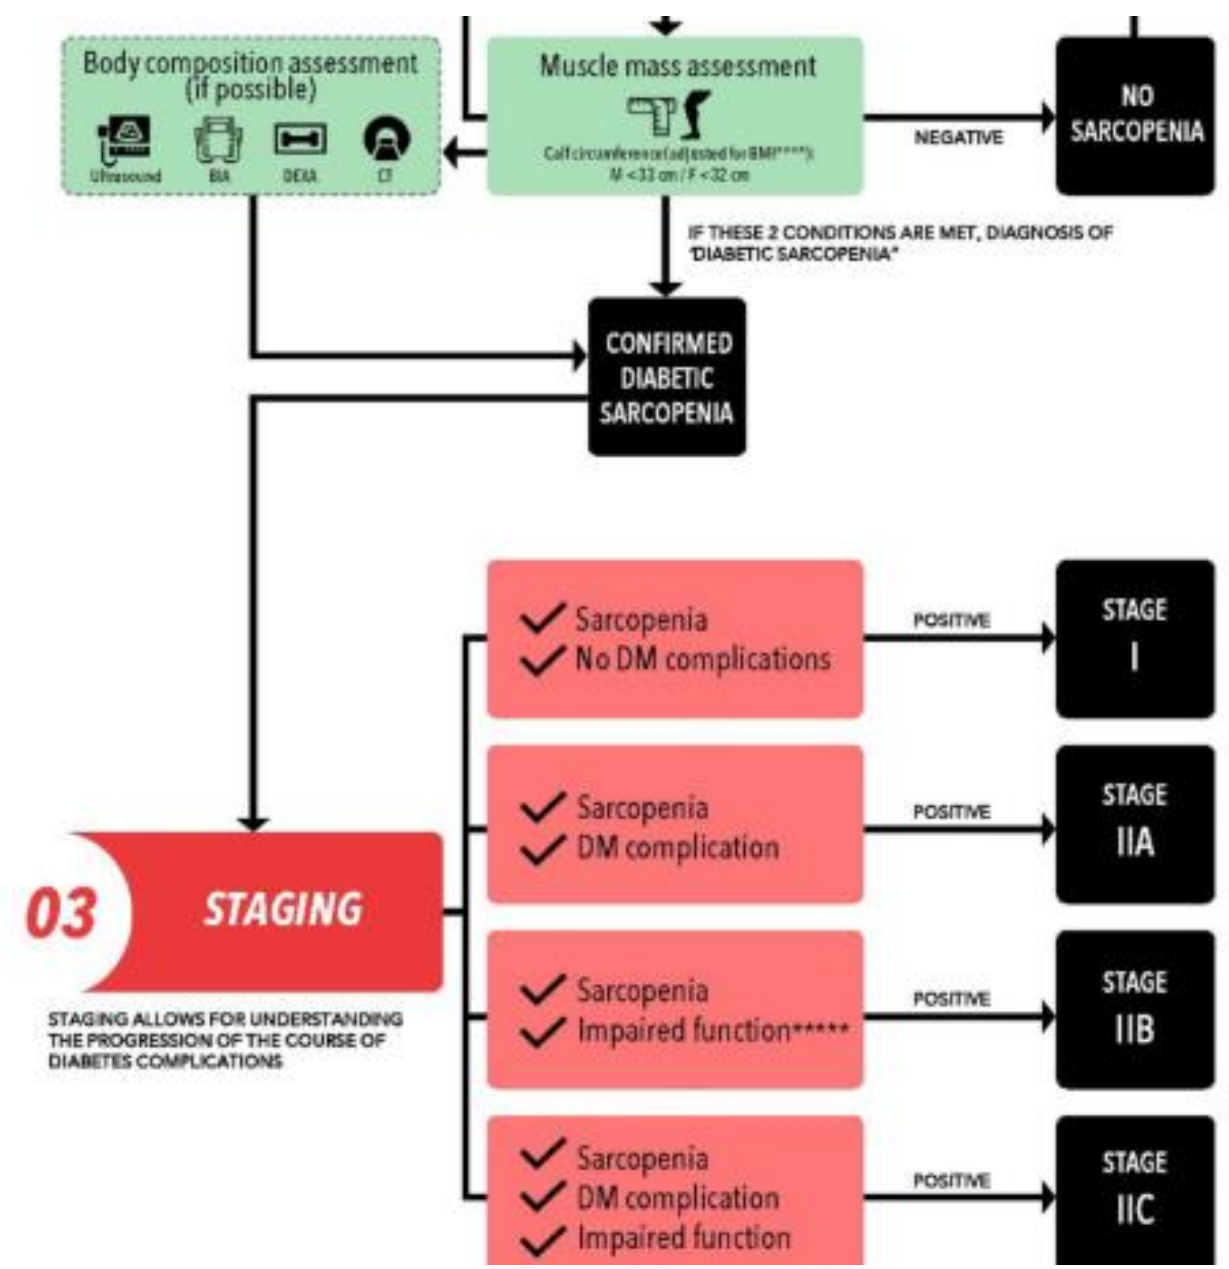 Body composition assessment
(if possible)
Ultrasound
BIA
DEXA
CT
Muscle mass assessment
Calf circumference (adjusted for BMI****):
M <33 cm / F <32 cm
NEGATIVE
NO
SARCOPENIA
IF THESE 2 CONDITIONS ARE MET, DIAGNOSIS OF
"DIABETIC SARCOPENIA"
CONFIRMED
DIABETIC
SARCOPENIA
Sarcopenia
No DM complications
POSITIVE
STAGE
I
Sarcopenia
DM complication
POSITIVE
STAGE
IIA
03
STAGING
STAGING ALLOWS FOR UNDERSTANDING
THE PROGRESSION OF THE COURSE OF
DIABETES COMPLICATIONS
Sarcopenia
Impaired function*****
POSITIVE
STAGE
IIB
Sarcopenia
DM complication
Impaired function
POSITIVE
STAGE
IIC